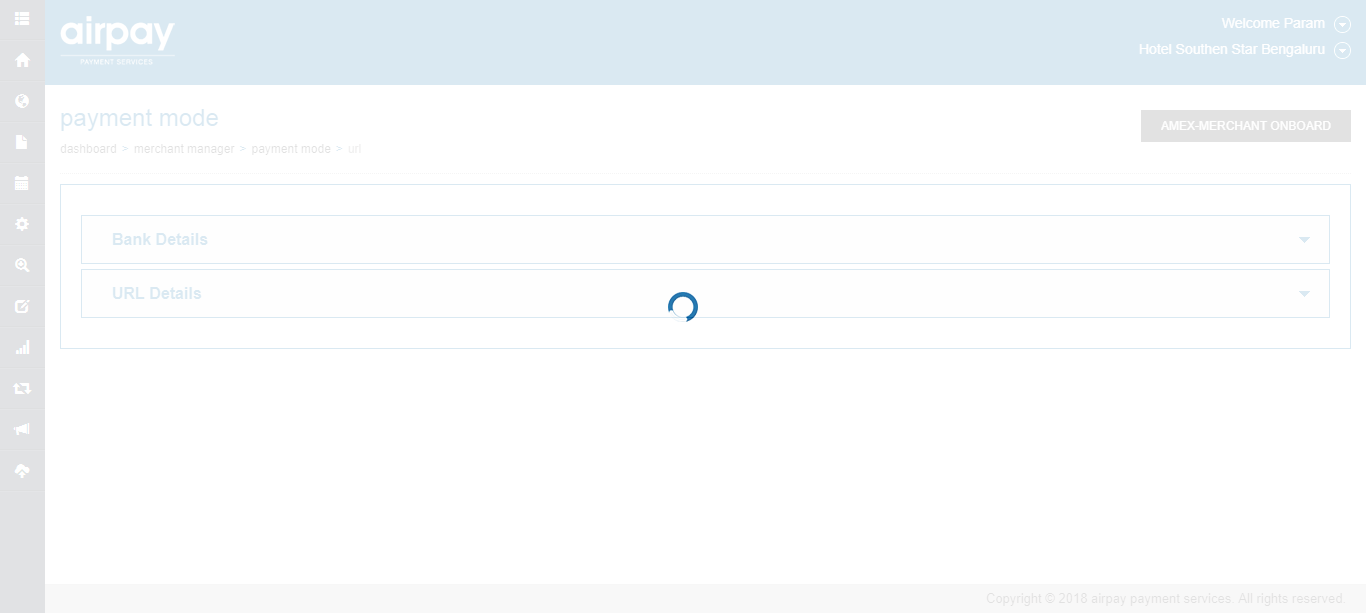 airpay
PAYMENT SERVICES
Welcome Param
Hotel Southen Star Bengaluru
payment mode
AMEX-MERCHANT ONBOARD
dashboard > merchant manager > payment mode > url
Bank Details
URL Details
Copyright © 2018 airpay payment services. All rights reserved.